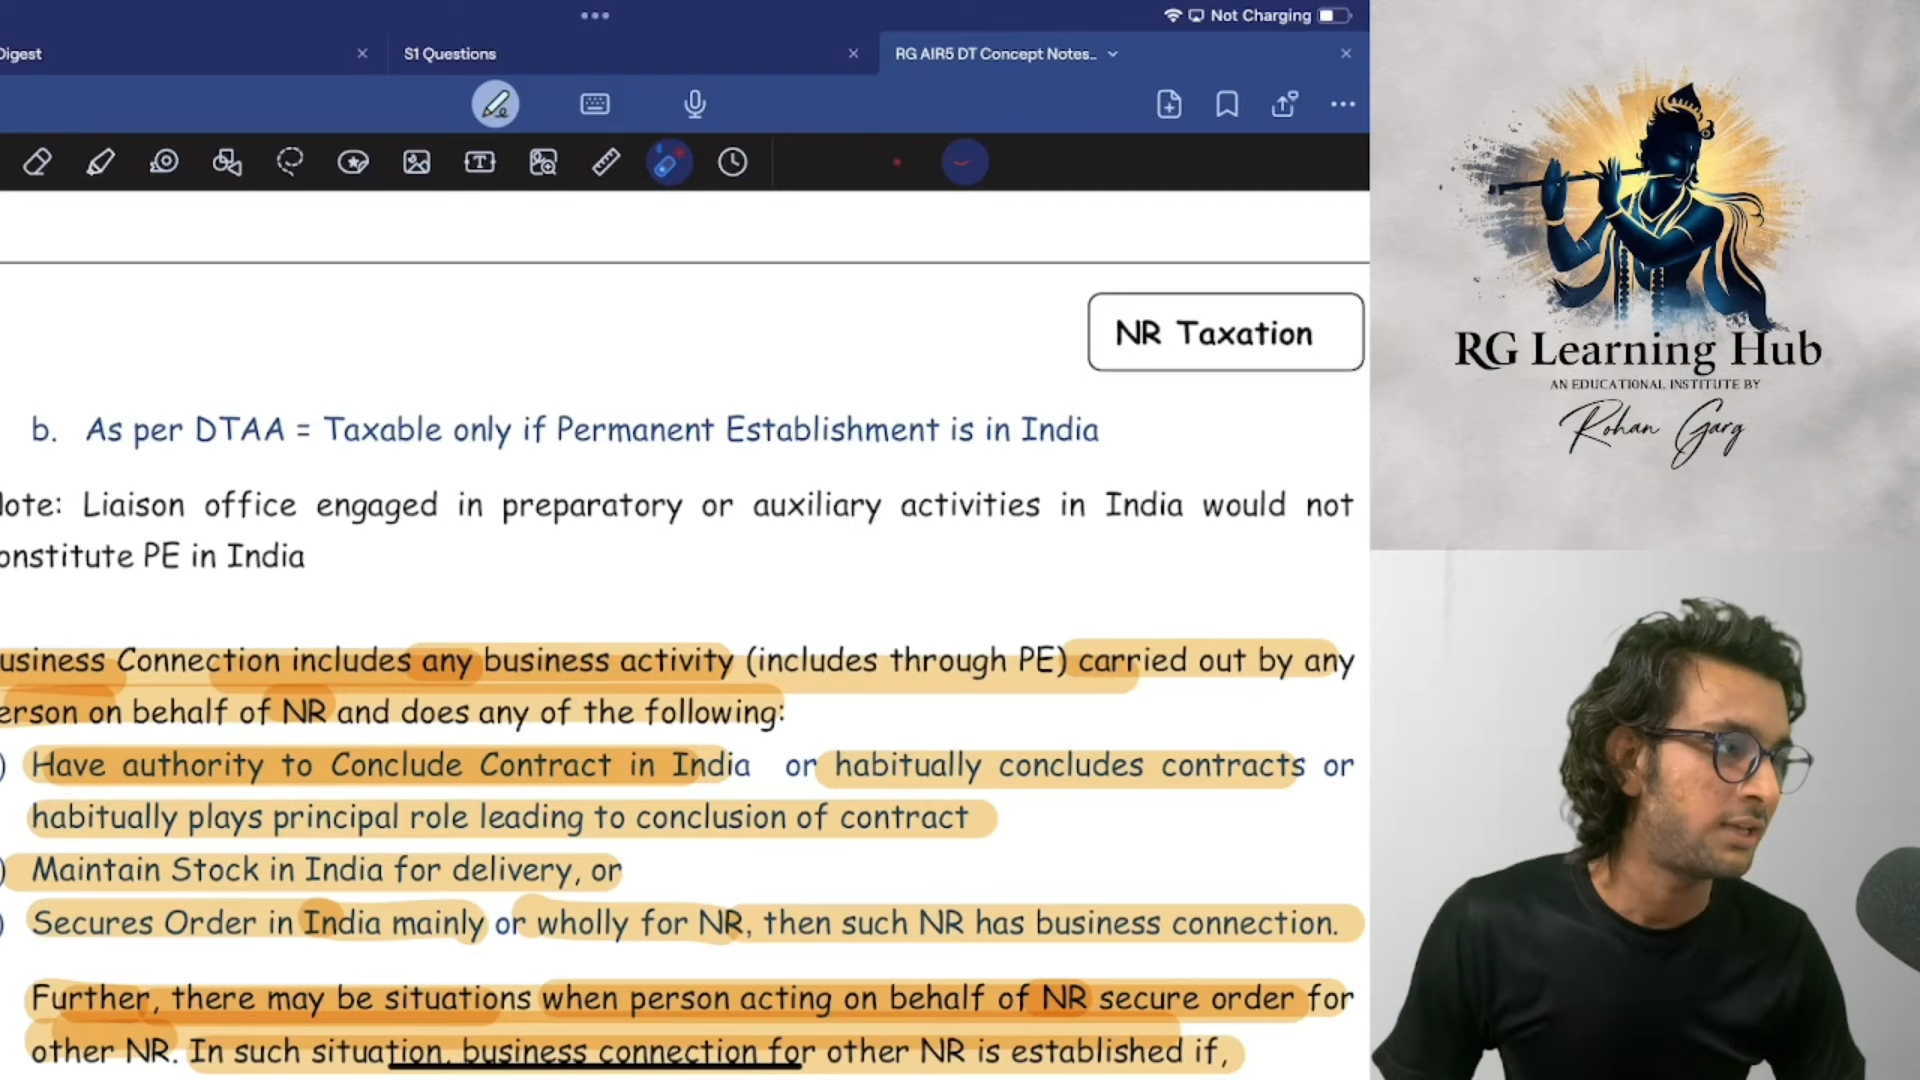 Not Charging
Digest
S1 Questions
RG AIR5 DT Concept Notes..
NR Taxation
b. As per DTAA = Taxable only if Permanent Establishment is in India
Note: Liaison office engaged in preparatory or auxiliary activities in India would not
constitute PE in India
Business Connection includes any business activity (includes through PE) carried out by any
person on behalf of NR and does any of the following:
) Have authority to Conclude Contract in India or habitually concludes contracts or
habitually plays principal role leading to conclusion of contract
) Maintain Stock in India for delivery, or
) Secures Order in India mainly or wholly for NR, then such NR has business connection.
Further, there may be situations when person acting on behalf of NR secure order for
other NR. In such situation, business connection for other NR is established if,
RG Learning Hub
AN EDUCATIONAL INSTITUTE BY
Rohan Garg